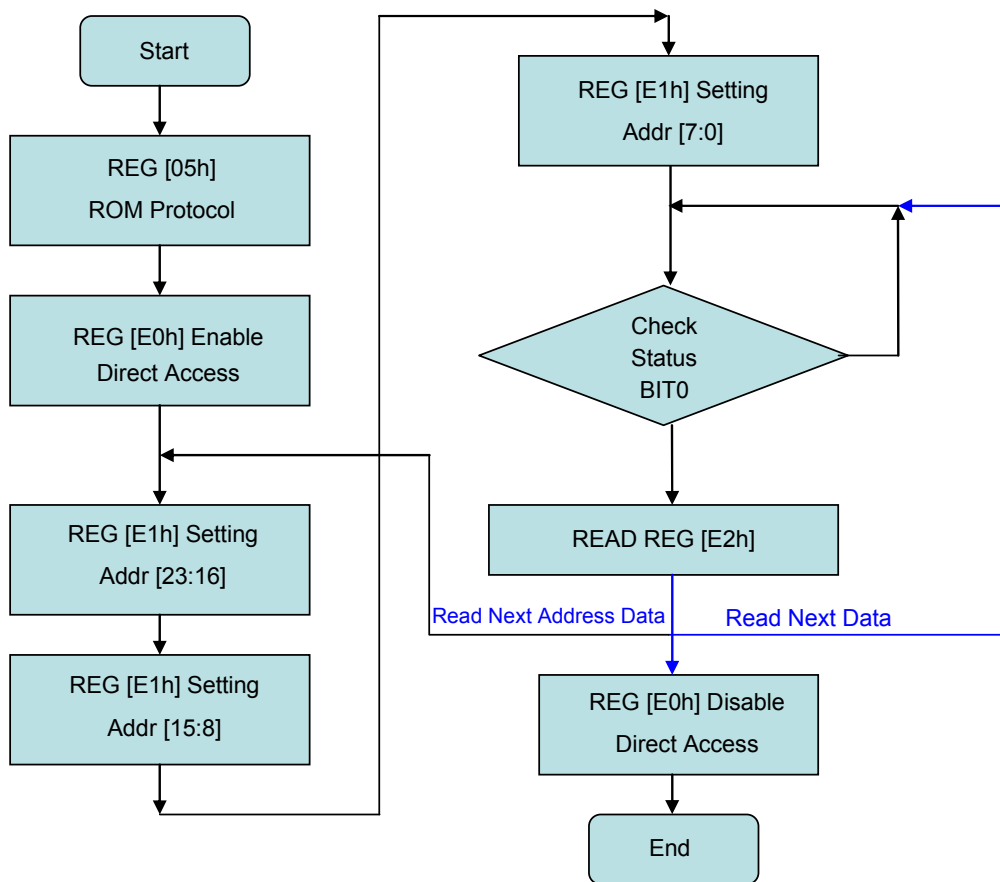 Start
REG [05h]
ROM Protocol
REG [E0h] Enable
Direct Access
REG [E1h] Setting
Addr [23:16]
REG [E1h] Setting
Addr [15:8]
REG [E1h] Setting
Addr [7:0]
Check
Status
BIT0
READ REG [E2h]
Read Next Address Data
Read Next Data
REG [E0h] Disable
Direct Access
End